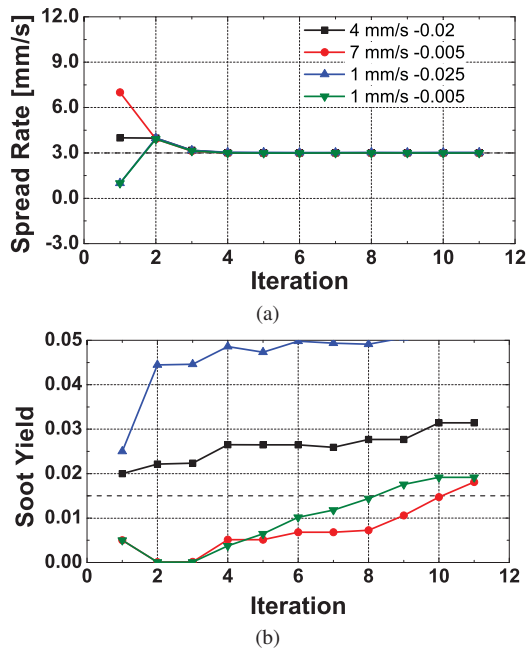 12.0
9.0
6.0
3.0
0.0
-3.0
Spread Rate [mm/s]
4 mm/s -0.02
7 mm/s -0.005
1 mm/s -0.025
1 mm/s -0.005
0 2 4 6 8 10 12
Iteration
(a)
0.05
0.04
0.03
0.02
0.01
0.00
Soot Yield
0 2 4 6 8 10 12
Iteration
(b)